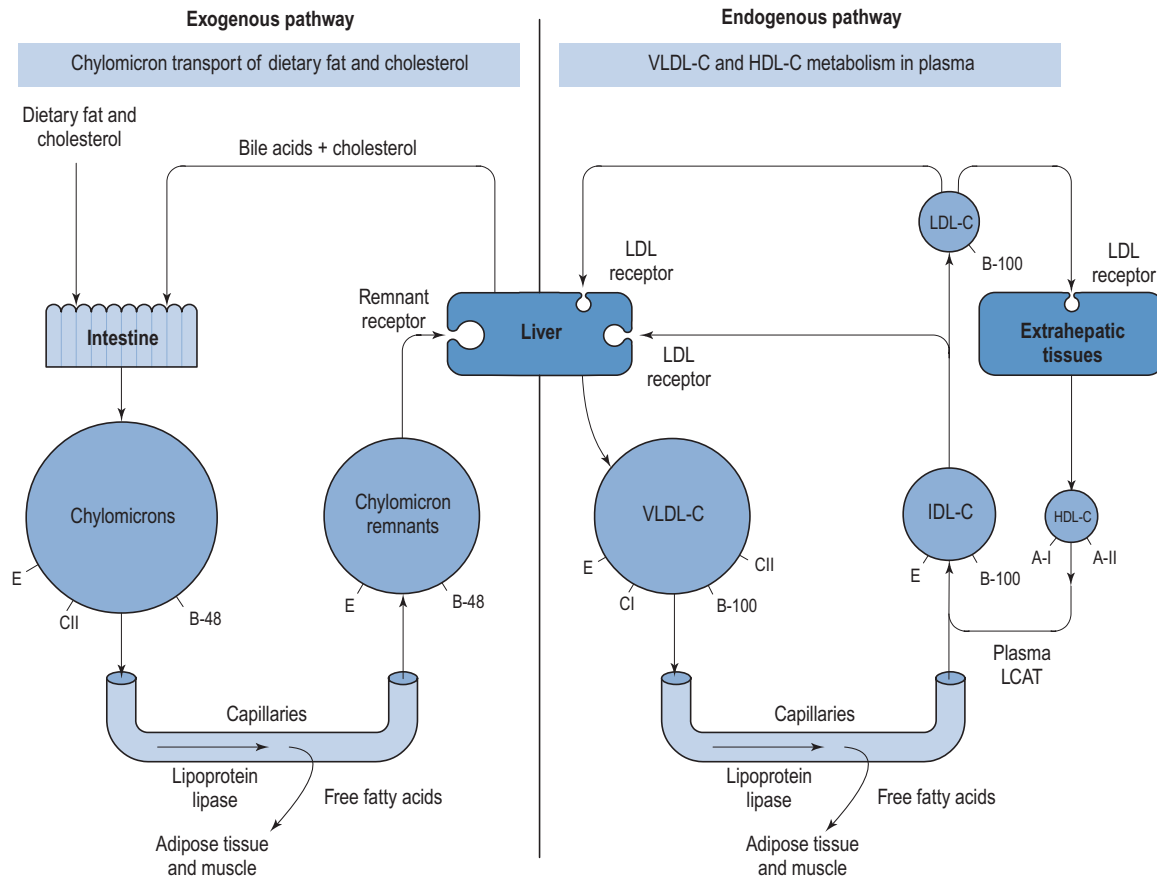 Exogenous pathway
Chylomicron transport of dietary fat and cholesterol
Dietary fat and
cholesterol
Bile acids + cholesterol
Intestine
Remnant
receptor
Chylomicrons
E
CII
B-48
Chylomicron
remnants
E
B-48
Capillaries
Lipoprotein
lipase
Free fatty acids
Adipose tissue
and muscle
Endogenous pathway
VLDL-C and HDL-C metabolism in plasma
LDL-C
B-100
LDL
receptor
LDL
receptor
Liver
LDL
receptor
Extrahepatic
tissues
VLDL-C
E
CI
B-100
CII
IDL-C
E
B-100
HDL-C
A-I
A-II
Plasma
LCAT
Capillaries
Lipoprotein
lipase
Free fatty acids
Adipose tissue
and muscle